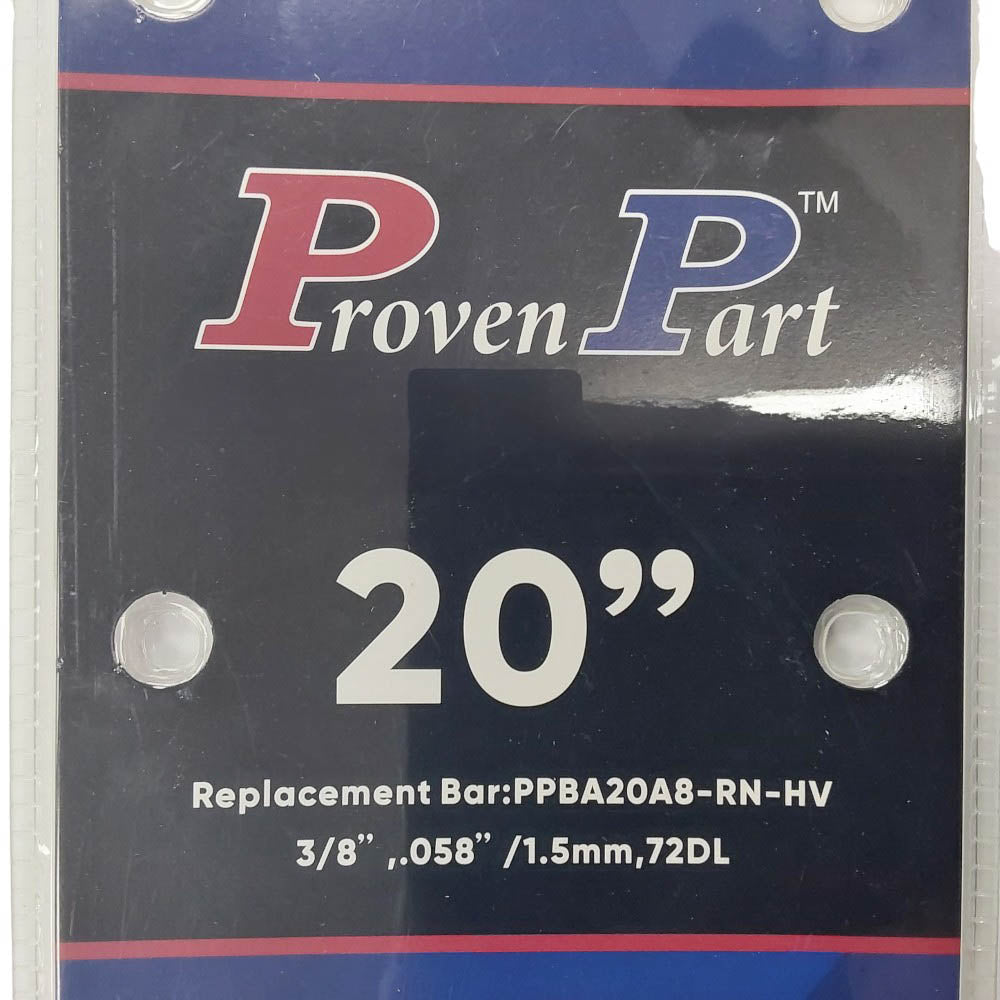 Proven Part™
20”
Replacement Bar:PPBA20A8-RN-HV
3/8” ,.058” /1.5mm,72DL